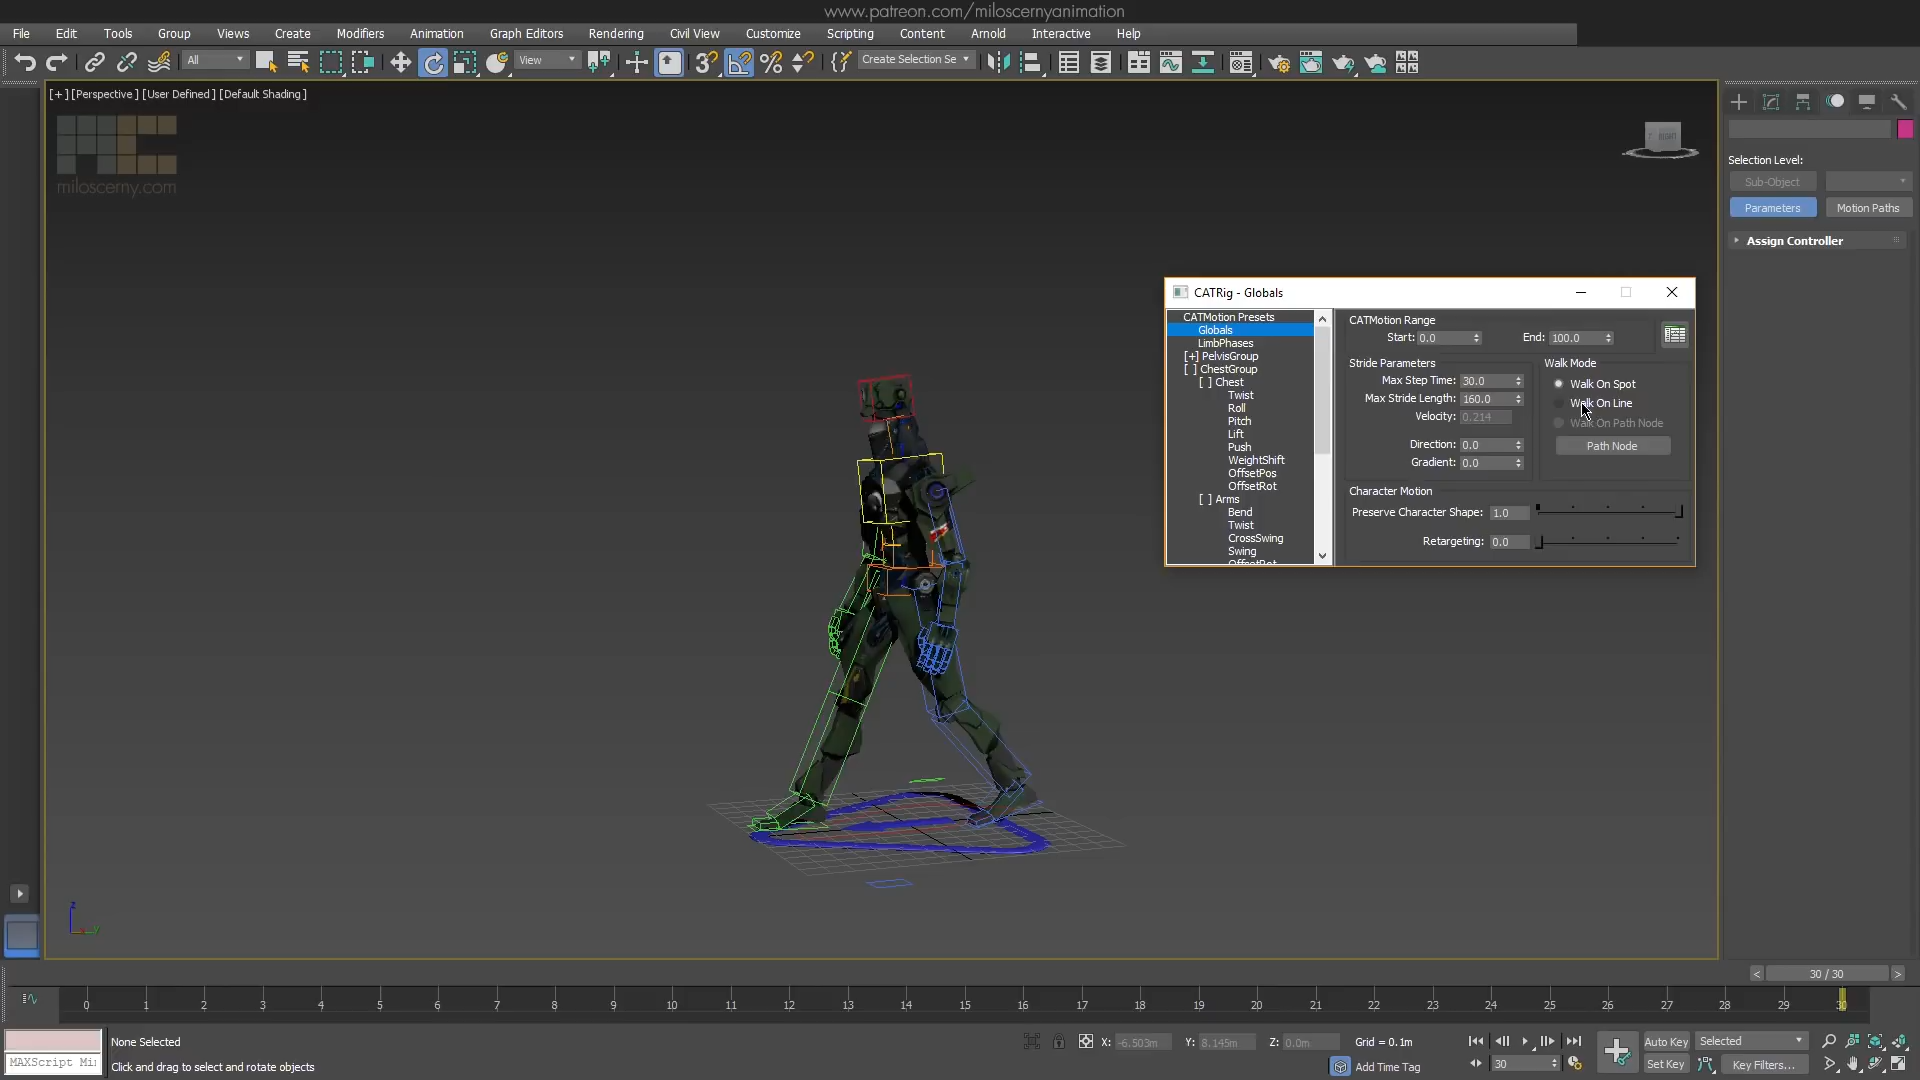 www.patreon.com/miloscernyanimation
File Edit Tools Group Views Create Modifiers Animation Graph Editors Rendering Civil View Customize Scripting Content Arnold Interactive Help
All View Create Selection Se
[+] [Perspective] [User Defined] [Default Shading]
miloscerny.com
Selection Level:
Sub-Object
Parameters Motion Paths
Assign Controller
CATRig - Globals
CATMotion Presets
Globals
LimbPhases
[+] PelvisGroup
[ ] ChestGroup
[ ] Chest
Twist
Roll
Pitch
Lift
Push
WeightShift
OffsetPos
OffsetRot
[ ] Arms
Bend
Twist
CrossSwing
Swing
OffsetRot
CATMotion Range
Start: 0.0 End: 100.0
Stride Parameters
Max Step Time: 30.0
Max Stride Length: 160.0
Velocity: 0.214
Direction: 0.0
Gradient: 0.0
Walk Mode
Walk On Spot
Walk On Line
Walk On Path Node
Path Node
Character Motion
Preserve Character Shape: 1.0
Retargeting: 0.0
z
y
< 30 / 30 >
0 1 2 3 4 5 6 7 8 9 10 11 12 13 14 15 16 17 18 19 20 21 22 23 24 25 26 27 28 29 30
None Selected
X: -6.503m Y: 8.145m Z: 0.0m Grid = 0.1m
Auto Key Selected
MAXScript Mi
Click and drag to select and rotate objects
Add Time Tag
30
Set Key Key Filters...